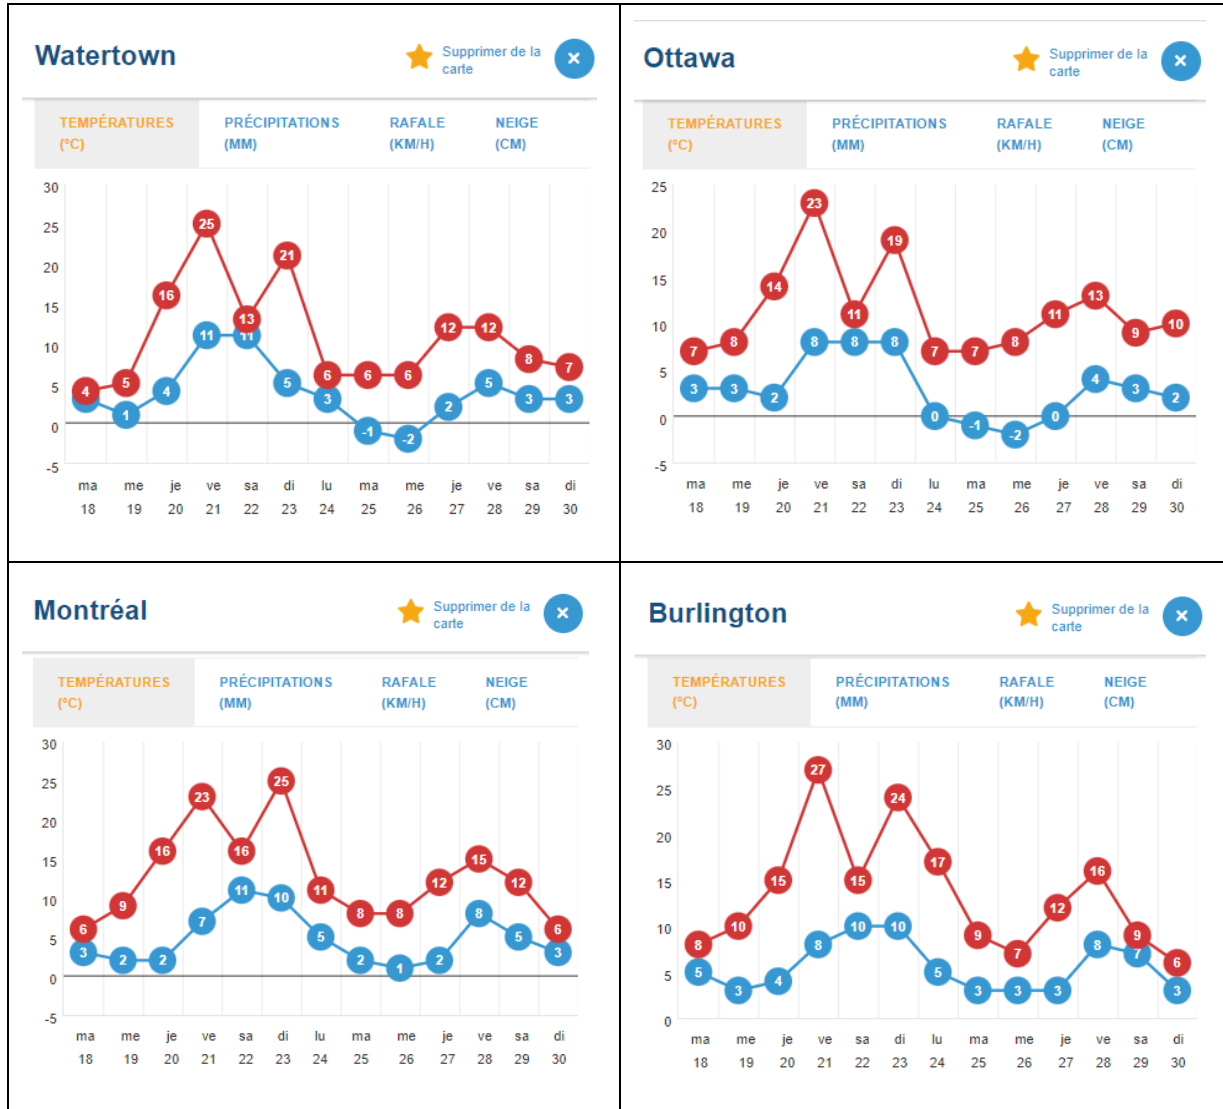 Watertown
Supprimer de la
carte
×
TEMPÉRATURES
(°C)
PRÉCIPITATIONS
(MM)
RAFALE
(KM/H)
NEIGE
(CM)
30
25
20
15
10
5
0
-5
4 5 16 25 13 21 6 6 6 12 12 8 7
1 4 11 11 5 3 -1 -2 2 5 3 3
ma me je ve sa di lu ma me je ve sa di
18 19 20 21 22 23 24 25 26 27 28 29 30
Ottawa
Supprimer de la
carte
×
TEMPÉRATURES
(°C)
PRÉCIPITATIONS
(MM)
RAFALE
(KM/H)
NEIGE
(CM)
25
20
15
10
5
0
-5
7 8 14 23 11 19 7 7 8 11 13 9 10
3 3 2 8 8 8 0 -1 -2 0 4 3 2
ma me je ve sa di lu ma me je ve sa di
18 19 20 21 22 23 24 25 26 27 28 29 30
Montréal
Supprimer de la
carte
×
TEMPÉRATURES
(°C)
PRÉCIPITATIONS
(MM)
RAFALE
(KM/H)
NEIGE
(CM)
30
25
20
15
10
5
0
-5
6 9 16 23 16 25 11 8 8 12 15 12 6
3 2 2 7 11 10 5 2 1 2 8 5 3
ma me je ve sa di lu ma me je ve sa di
18 19 20 21 22 23 24 25 26 27 28 29 30
Burlington
Supprimer de la
carte
×
TEMPÉRATURES
(°C)
PRÉCIPITATIONS
(MM)
RAFALE
(KM/H)
NEIGE
(CM)
30
25
20
15
10
5
0
8 10 15 27 15 24 17 9 7 12 16 9 6
5 3 4 8 10 10 5 3 3 3 8 7 3
ma me je ve sa di lu ma me je ve sa di
18 19 20 21 22 23 24 25 26 27 28 29 30